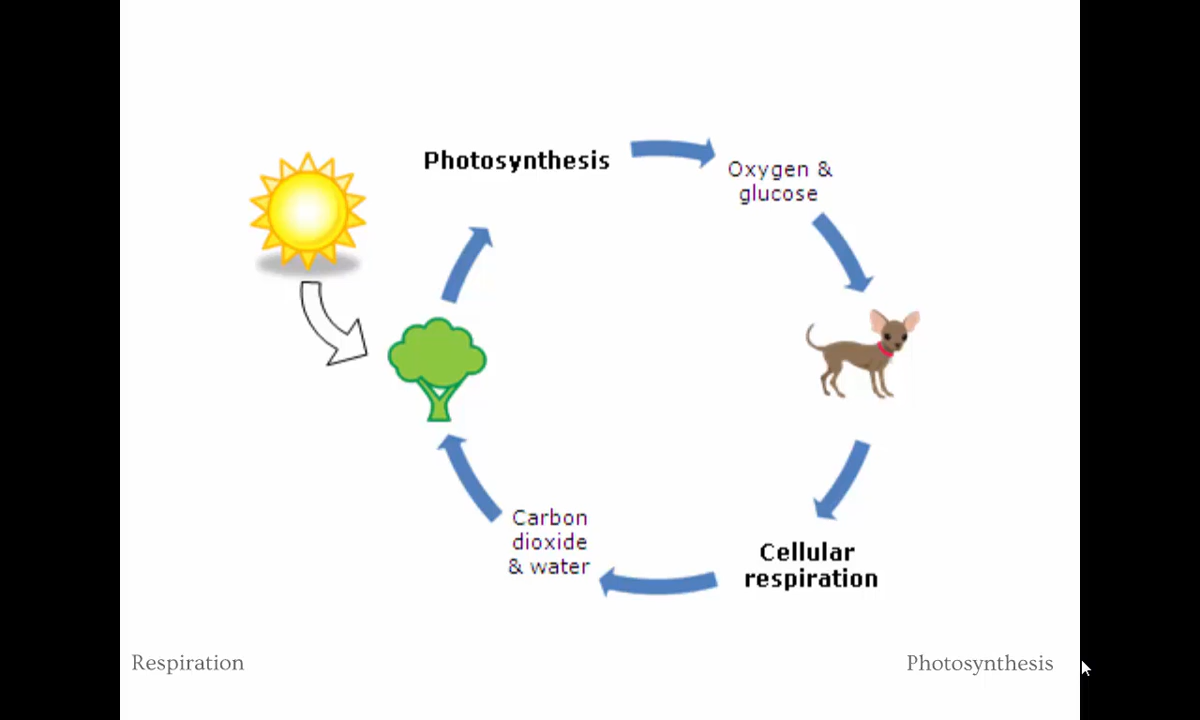 Photosynthesis
Oxygen &
glucose
Carbon
dioxide
& water
Cellular
respiration
Respiration
Photosynthesis